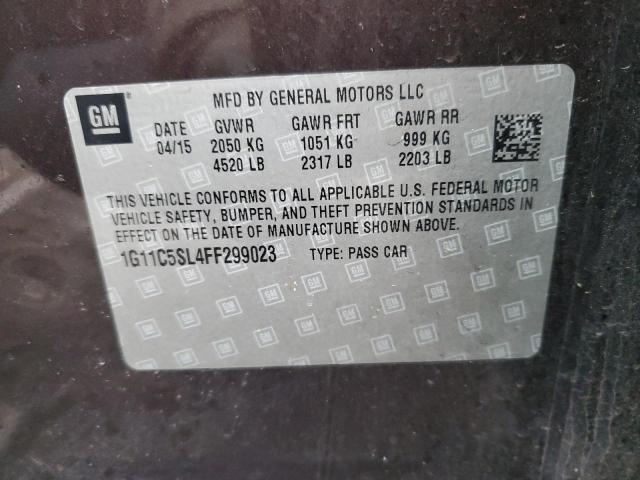 GM
MFD BY GENERAL MOTORS LLC
DATE GVWR GAWR FRT GAWR RR
04/15 2050 KG 1051 KG 999 KG
4520 LB 2317 LB 2203 LB
THIS VEHICLE CONFORMS TO ALL APPLICABLE U.S. FEDERAL MOTOR
VEHICLE SAFETY, BUMPER, AND THEFT PREVENTION STANDARDS IN
EFFECT ON THE DATE OF MANUFACTURE SHOWN ABOVE.
1G11C5SL4FF299023 TYPE: PASS CAR